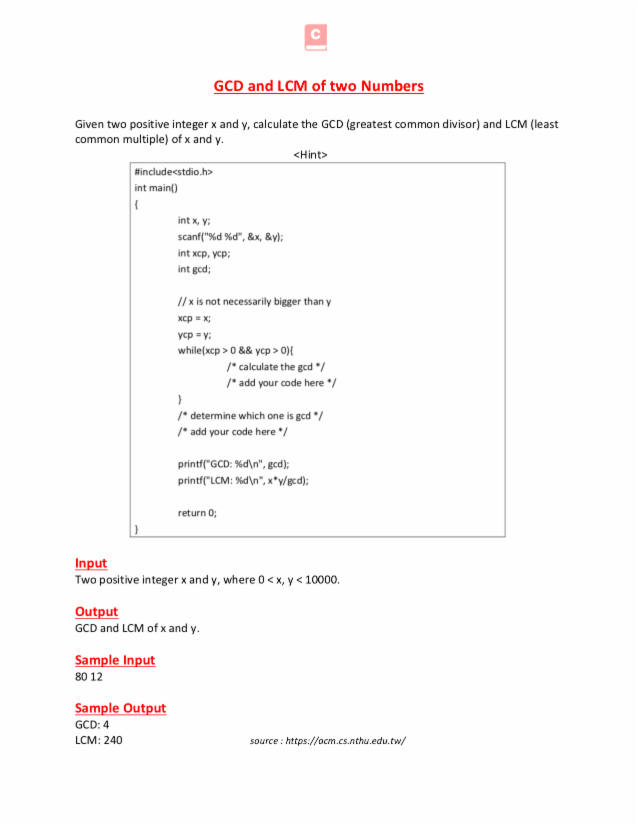 C
GCD and LCM of two Numbers
Given two positive integer x and y, calculate the GCD (greatest common divisor) and LCM (least
common multiple) of x and y.
<Hint>
#include<stdio.h>
int main()
{
int x, y;
scanf("%d %d", &x, &y);
int xcp, ycp;
int gcd;
// x is not necessarily bigger than y
xcp = x;
ycp = y;
while(xcp > 0 && ycp > 0){
/* calculate the gcd */
/* add your code here */
}
/* determine which one is gcd */
/* add your code here */
printf("GCD: %d\n", gcd);
printf("LCM: %d\n", x*y/gcd);
return 0;
}
Input
Two positive integer x and y, where 0 < x, y < 10000.
Output
GCD and LCM of x and y.
Sample Input
80 12
Sample Output
GCD: 4
LCM: 240 source : https://acm.cs.nthu.edu.tw/